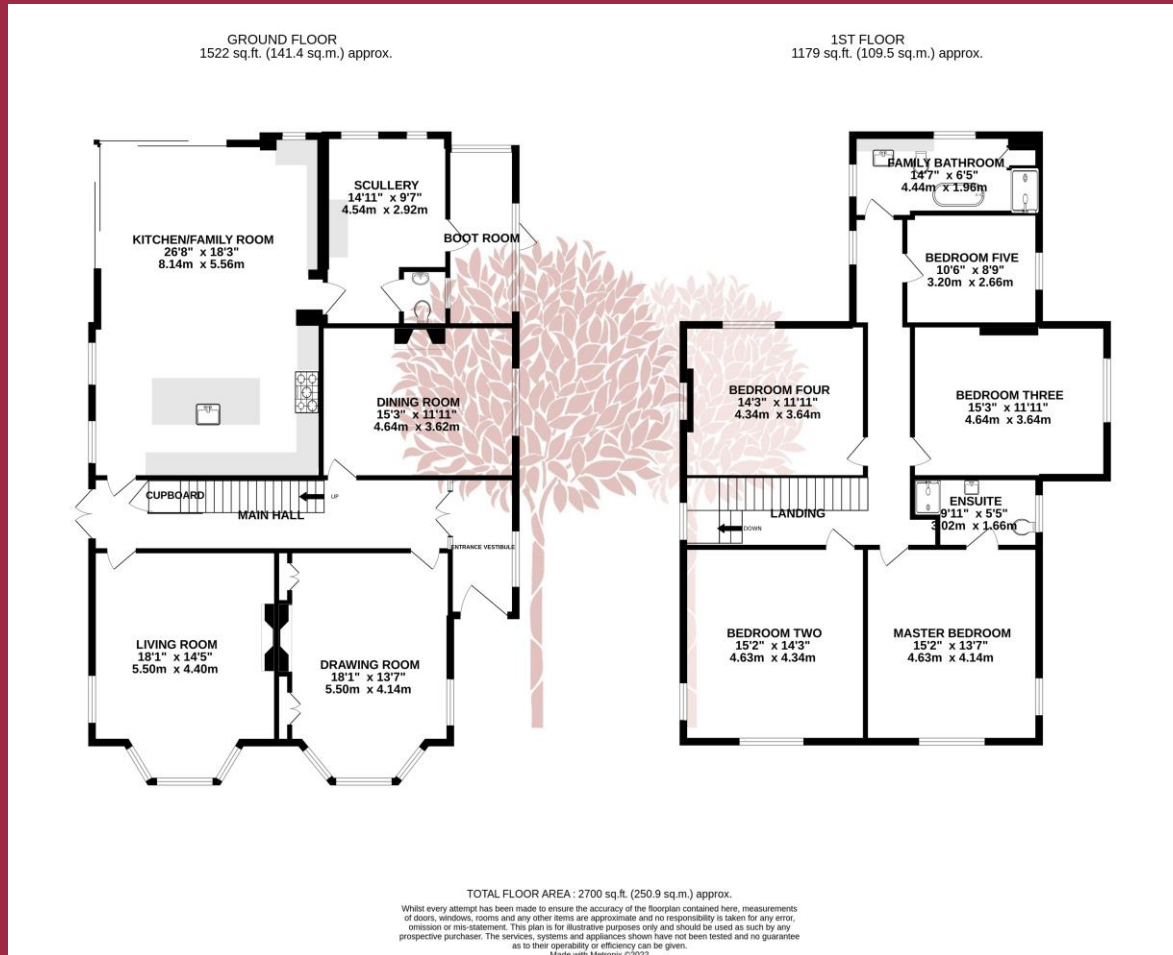 GROUND FLOOR
1522 sq.ft. (141.4 sq.m.) approx.
1ST FLOOR
1179 sq.ft. (109.5 sq.m.) approx.
SCULLERY
14'11" x 9'7"
4.54m x 2.92m
BOOT ROOM
KITCHEN/FAMILY ROOM
26'8" x 18'3"
8.14m x 5.56m
DINING ROOM
15'3" x 11'11"
4.64m x 3.62m
CUPBOARD
UP
MAIN HALL
ENTRANCE VESTIBULE
LIVING ROOM
18'1" x 14'5"
5.50m x 4.40m
DRAWING ROOM
18'1" x 13'7"
5.50m x 4.14m
FAMILY BATHROOM
14'7" x 6'5"
4.44m x 1.96m
BEDROOM FIVE
10'6" x 8'9"
3.20m x 2.66m
BEDROOM FOUR
14'3" x 11'11"
4.34m x 3.64m
BEDROOM THREE
15'3" x 11'11"
4.64m x 3.64m
ENSUITE
9'11" x 5'5"
3.02m x 1.66m
LANDING
DOWN
BEDROOM TWO
15'2" x 14'3"
4.63m x 4.34m
MASTER BEDROOM
15'2" x 13'7"
4.63m x 4.14m
TOTAL FLOOR AREA : 2700 sq.ft. (250.9 sq.m.) approx.
Whilst every attempt has been made to ensure the accuracy of the floorplan contained here, measurements
of doors, windows, rooms and any other items are approximate and no responsibility is taken for any error,
omission or mis-statement. This plan is for illustrative purposes only and should be used as such by any
prospective purchaser. The services, systems and appliances shown have not been tested and no guarantee
as to their operability or efficiency can be given.
Made with Metropix ©2022